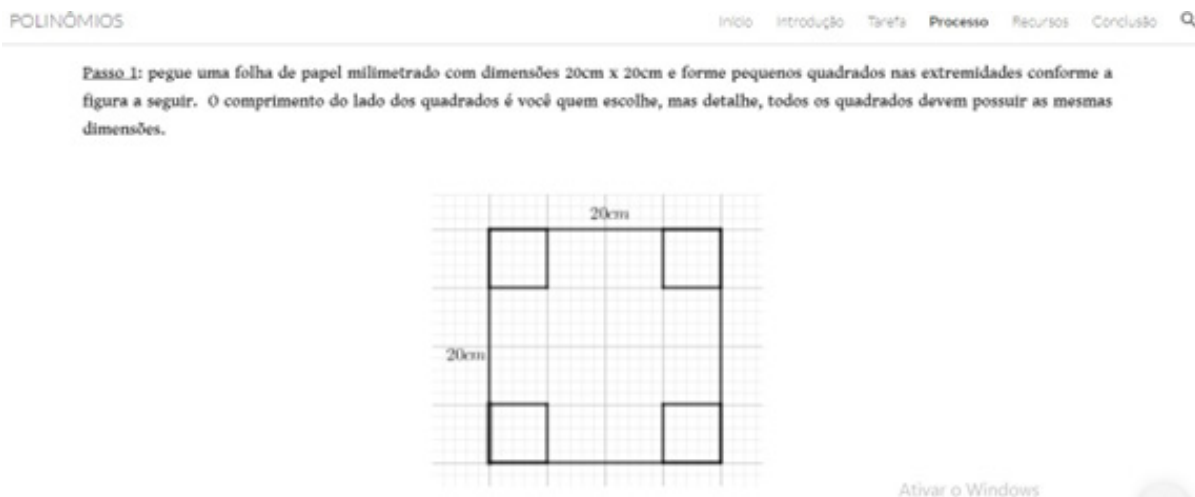 POLINÔMIOS
Início Introdução Tarefa Processo Recursos Conclusão
Passo 1: pegue uma folha de papel milimetrado com dimensões 20cm x 20cm e forme pequenos quadrados nas extremidades conforme a
figura a seguir. O comprimento do lado dos quadrados é você quem escolhe, mas detalhe, todos os quadrados devem possuir as mesmas
dimensões.
20cm
20cm
Ativar o Windows